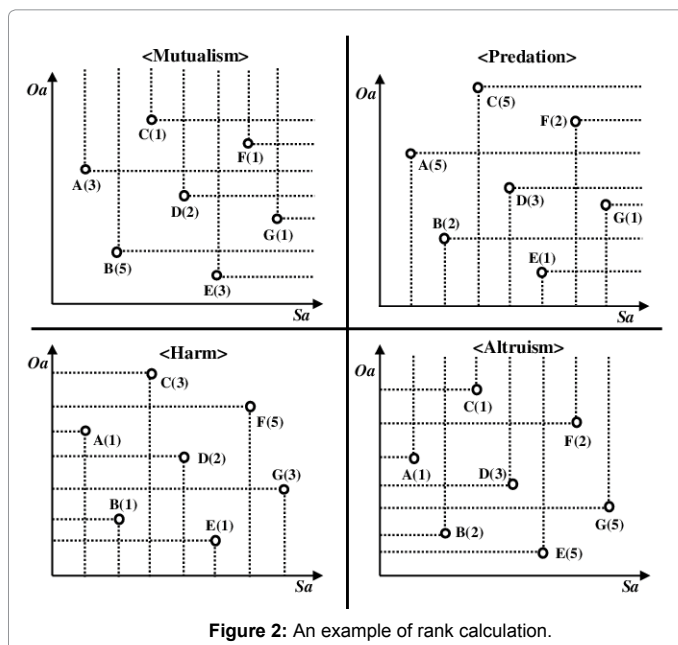 <Mutualism>
Oa
C(1)
F(1)
A(3)
D(2)
G(1)
B(5)
E(3)
Sa
<Predation>
Oa
C(5)
F(2)
A(5)
D(3)
G(1)
B(2)
E(1)
Sa
<Harm>
Oa
C(3)
F(5)
A(1)
D(2)
G(3)
B(1)
E(1)
Sa
<Altruism>
Oa
C(1)
F(2)
A(1)
D(3)
G(5)
B(2)
E(5)
Sa
Figure 2: An example of rank calculation.